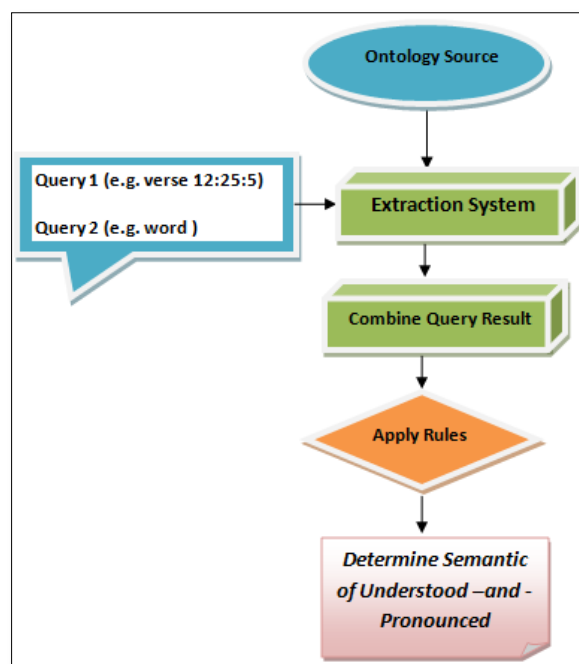 Ontology Source
Query 1 (e.g. verse 12:25:5)
Query 2 (e.g. word )
Extraction System
Combine Query Result
Apply Rules
Determine Semantic
of Understood –and -
Pronounced